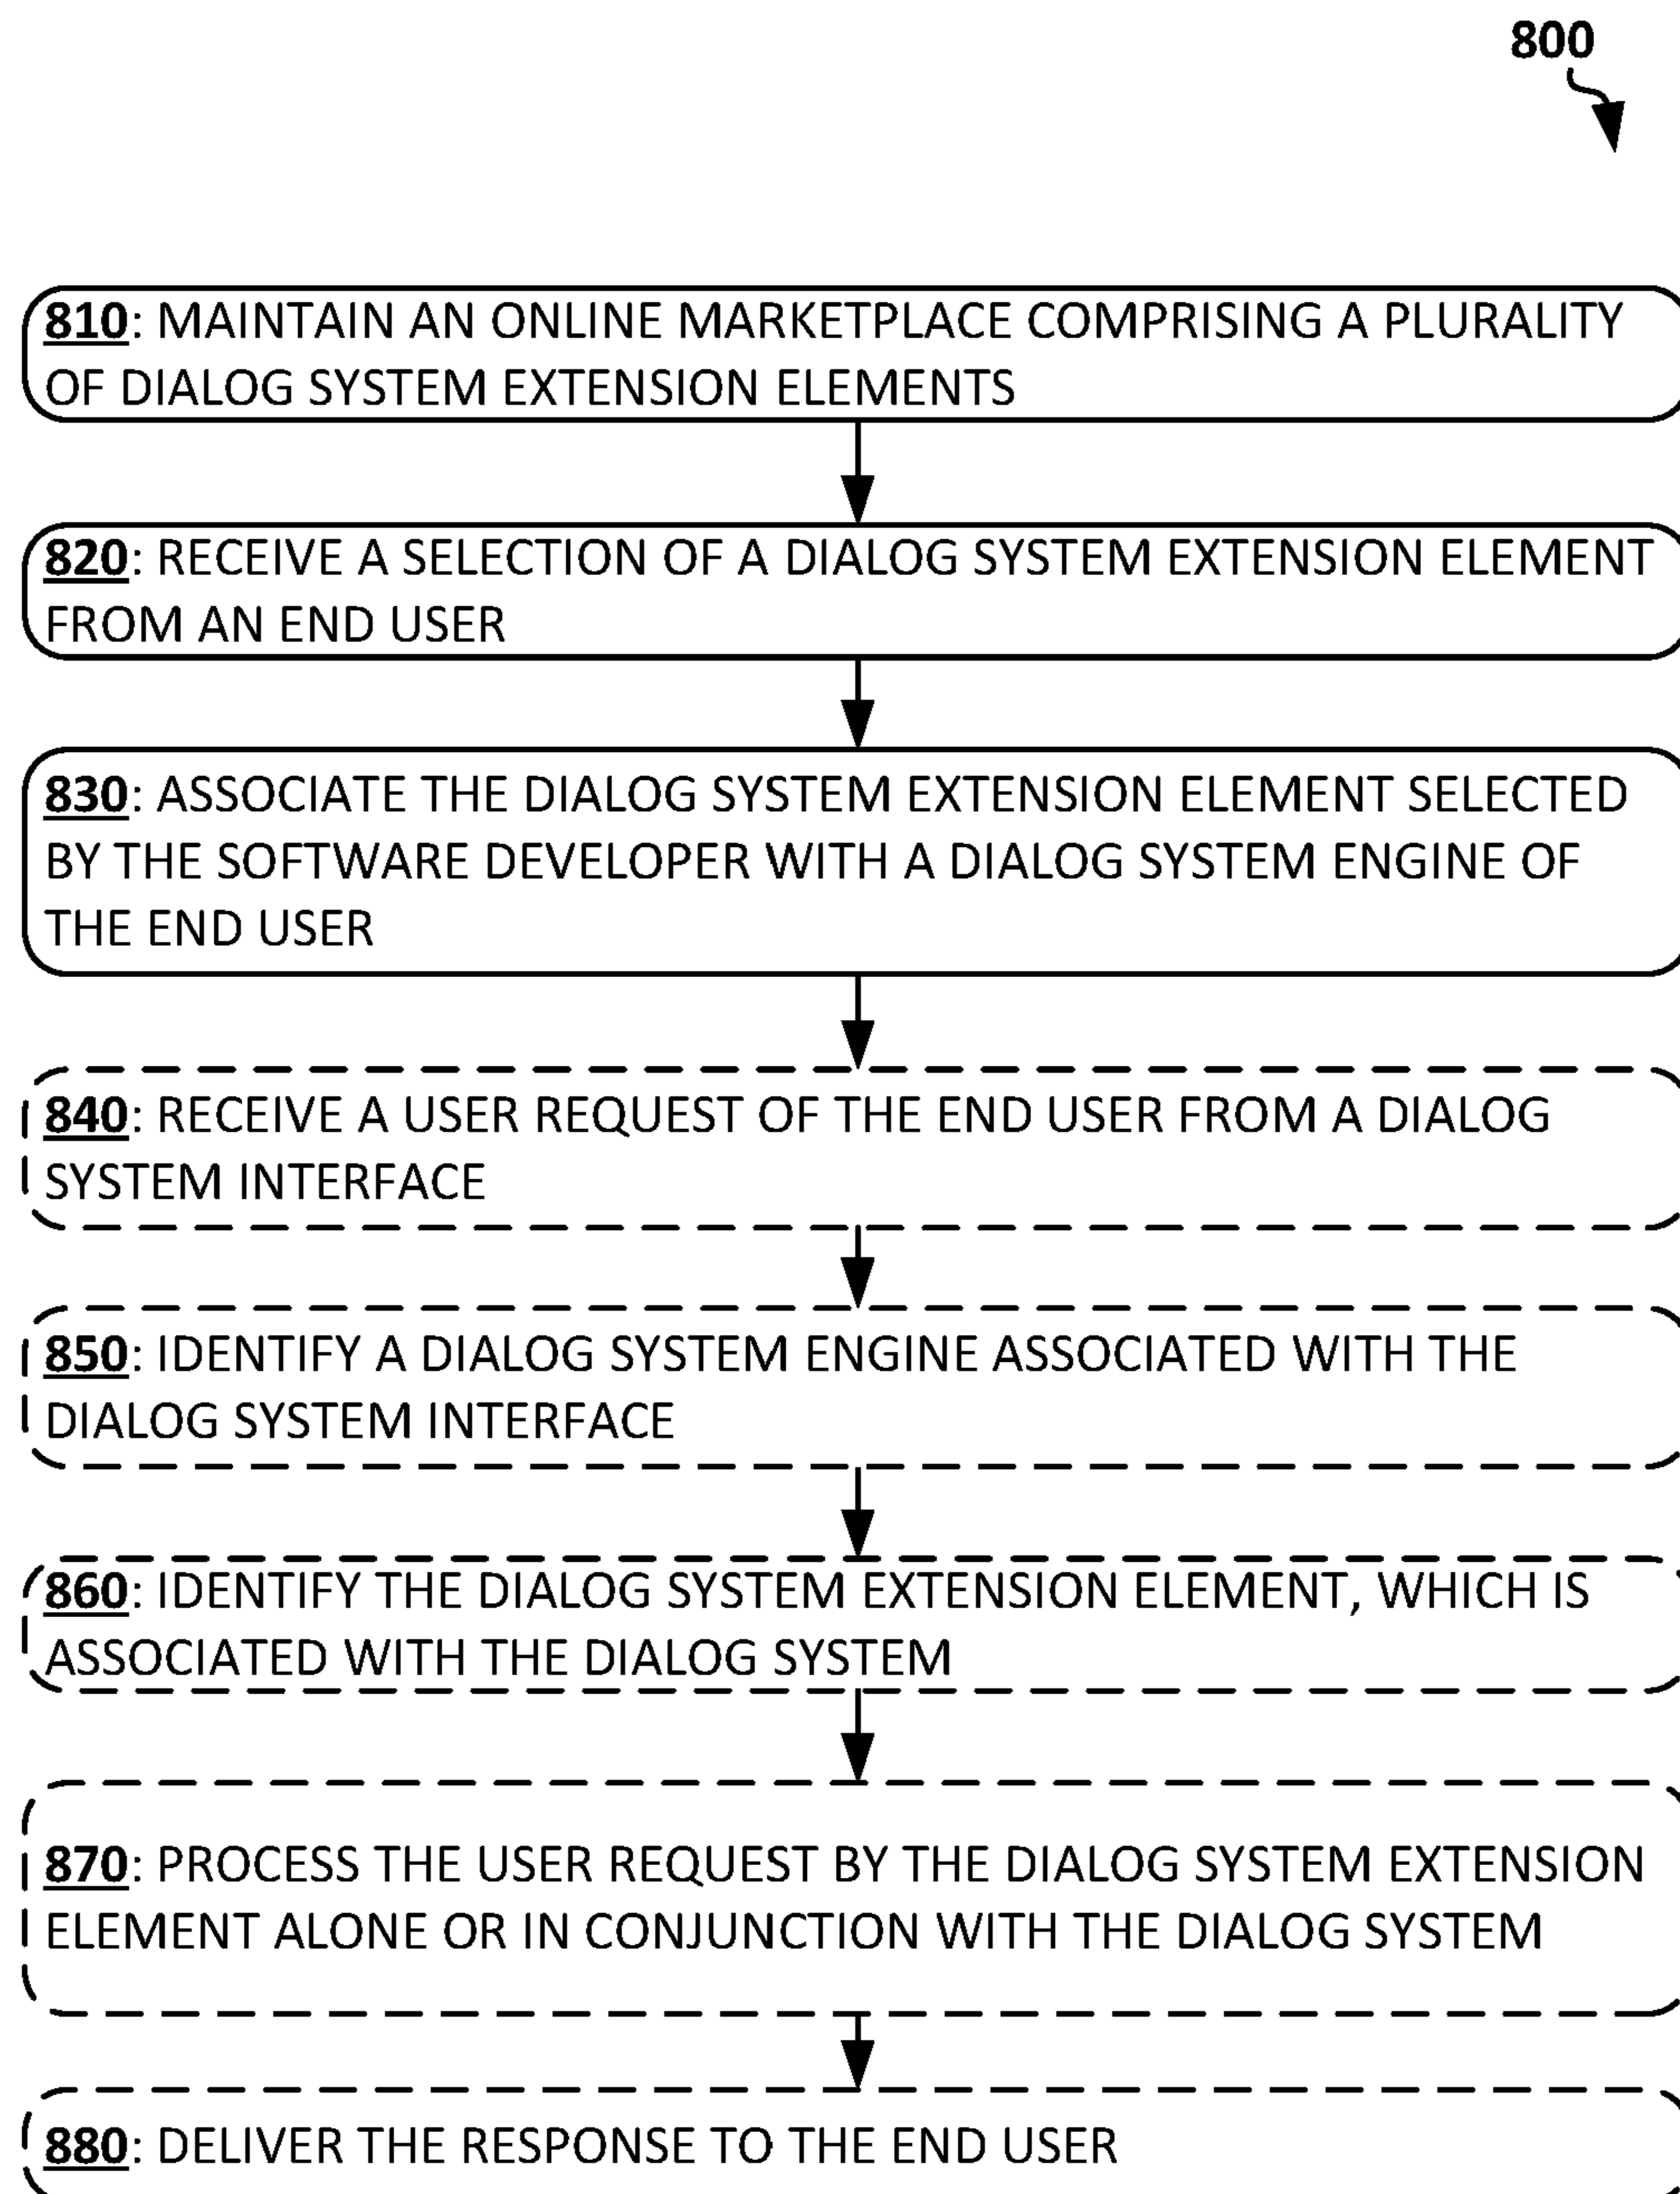 800
810: MAINTAIN AN ONLINE MARKETPLACE COMPRISING A PLURALITY
OF DIALOG SYSTEM EXTENSION ELEMENTS
820: RECEIVE A SELECTION OF A DIALOG SYSTEM EXTENSION ELEMENT
FROM AN END USER
830: ASSOCIATE THE DIALOG SYSTEM EXTENSION ELEMENT SELECTED
BY THE SOFTWARE DEVELOPER WITH A DIALOG SYSTEM ENGINE OF
THE END USER
840: RECEIVE A USER REQUEST OF THE END USER FROM A DIALOG
SYSTEM INTERFACE
850: IDENTIFY A DIALOG SYSTEM ENGINE ASSOCIATED WITH THE
DIALOG SYSTEM INTERFACE
860: IDENTIFY THE DIALOG SYSTEM EXTENSION ELEMENT, WHICH IS
ASSOCIATED WITH THE DIALOG SYSTEM
870: PROCESS THE USER REQUEST BY THE DIALOG SYSTEM EXTENSION
ELEMENT ALONE OR IN CONJUNCTION WITH THE DIALOG SYSTEM
880: DELIVER THE RESPONSE TO THE END USER